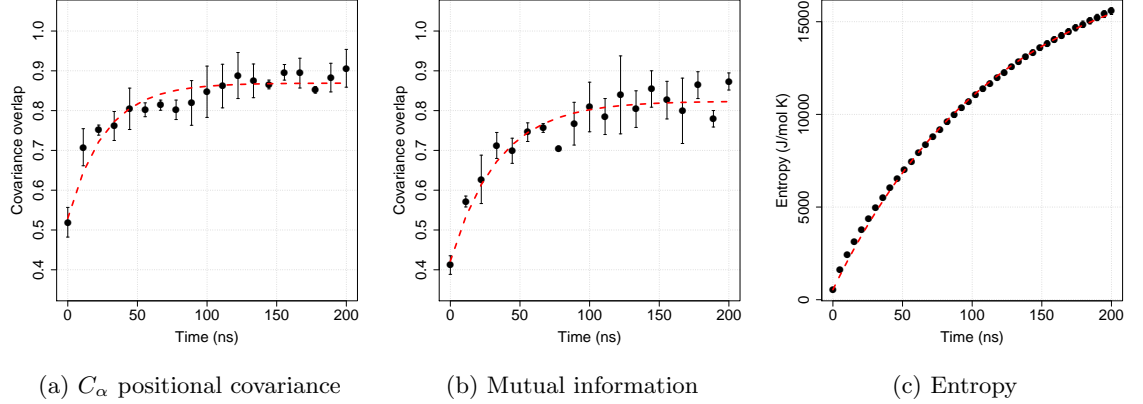 0.4 0.5 0.6 0.7 0.8 0.9 1.0
Covariance overlap
0 50 100 150 200
Time (ns)
(a) Cα positional covariance
0.4 0.5 0.6 0.7 0.8 0.9 1.0
Covariance overlap
0 50 100 150 200
Time (ns)
(b) Mutual information
0 5000 10000 15000
Entropy (J/mol K)
0 50 100 150 200
Time (ns)
(c) Entropy